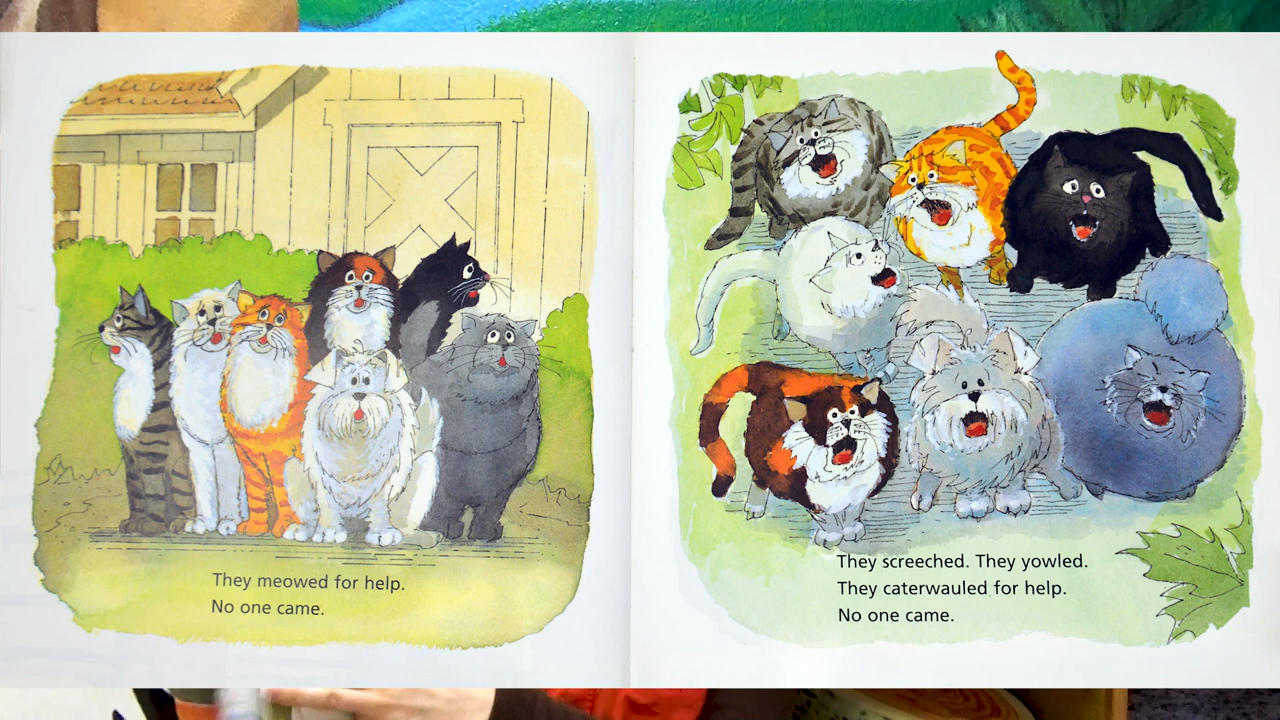 They meowed for help.
No one came.
They screeched. They yowled.
They caterwauled for help.
No one came.